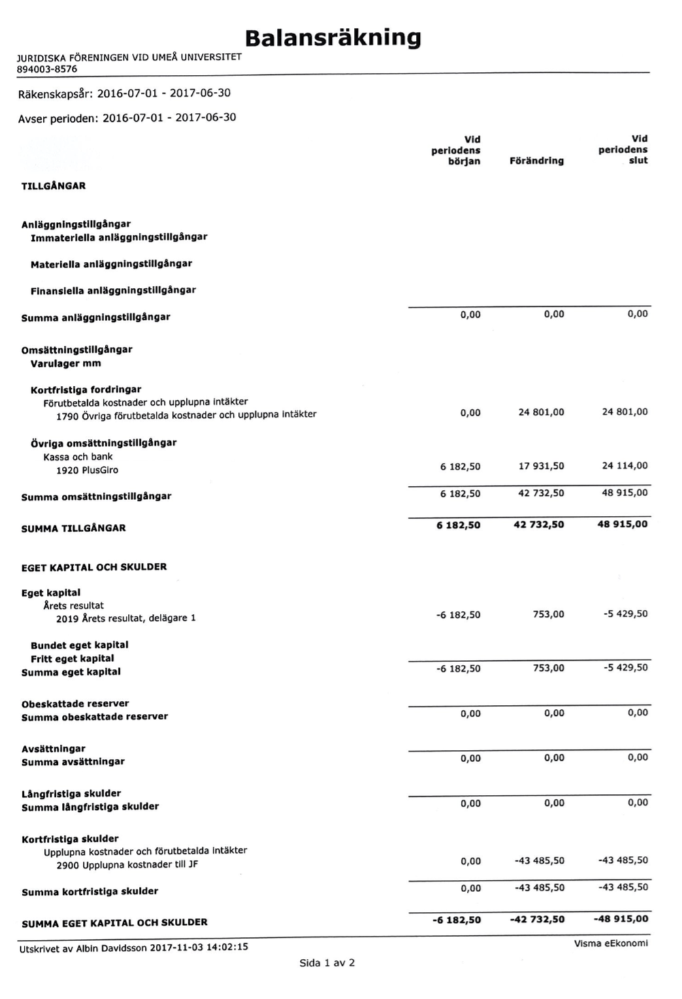 Balansräkning
JURIDISKA FÖRENINGEN VID UMEÅ UNIVERSITET
894003-8576
Räkenskapsår: 2016-07-01 - 2017-06-30
Avser perioden: 2016-07-01 - 2017-06-30
Vid periodens början Förändring Vid periodens slut
TILLGÅNGAR
Anläggningstillgångar
Immateriella anläggningstillgångar
Materiella anläggningstillgångar
Finansiella anläggningstillgångar
Summa anläggningstillgångar 0,00 0,00 0,00
Omsättningstillgångar
Varulager mm
Kortfristiga fordringar
Förutbetalda kostnader och upplupna intäkter
1790 Övriga förutbetalda kostnader och upplupna intäkter 0,00 24 801,00 24 801,00
Övriga omsättningstillgångar
Kassa och bank
1920 PlusGiro 6 182,50 17 931,50 24 114,00
Summa omsättningstillgångar 6 182,50 42 732,50 48 915,00
SUMMA TILLGÅNGAR 6 182,50 42 732,50 48 915,00
EGET KAPITAL OCH SKULDER
Eget kapital
Årets resultat
2019 Årets resultat, delägare 1 -6 182,50 753,00 -5 429,50
Bundet eget kapital
Fritt eget kapital
Summa eget kapital -6 182,50 753,00 -5 429,50
Obeskattade reserver
Summa obeskattade reserver 0,00 0,00 0,00
Avsättningar
Summa avsättningar 0,00 0,00 0,00
Långfristiga skulder
Summa långfristiga skulder 0,00 0,00 0,00
Kortfristiga skulder
Upplupna kostnader och förutbetalda intäkter
2900 Upplupna kostnader till JF 0,00 -43 485,50 -43 485,50
Summa kortfristiga skulder 0,00 -43 485,50 -43 485,50
SUMMA EGET KAPITAL OCH SKULDER -6 182,50 -42 732,50 -48 915,00
Utskrivet av Albin Davidsson 2017-11-03 14:02:15 Visma eEkonomi
Sida 1 av 2